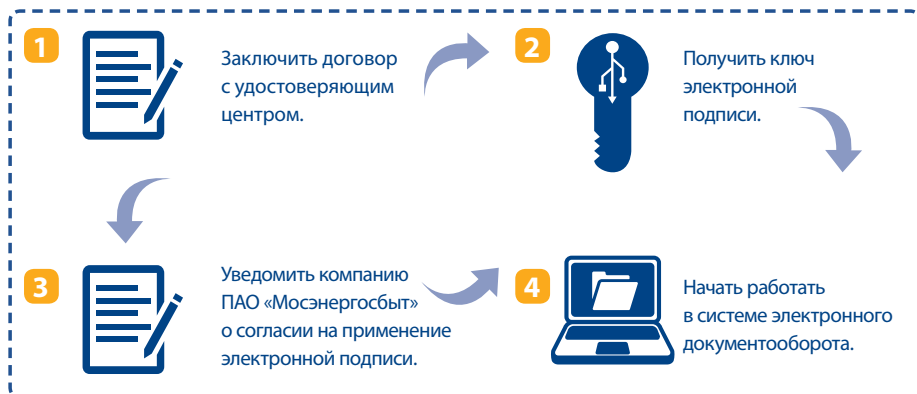 1
Заключить договор
с удостоверяющим
центром.
2
Получить ключ
электронной
подписи.
3
Уведомить компанию
ПАО «Мосэнергосбыт»
о согласии на применение
электронной подписи.
4
Начать работать
в системе электронного
документооборота.